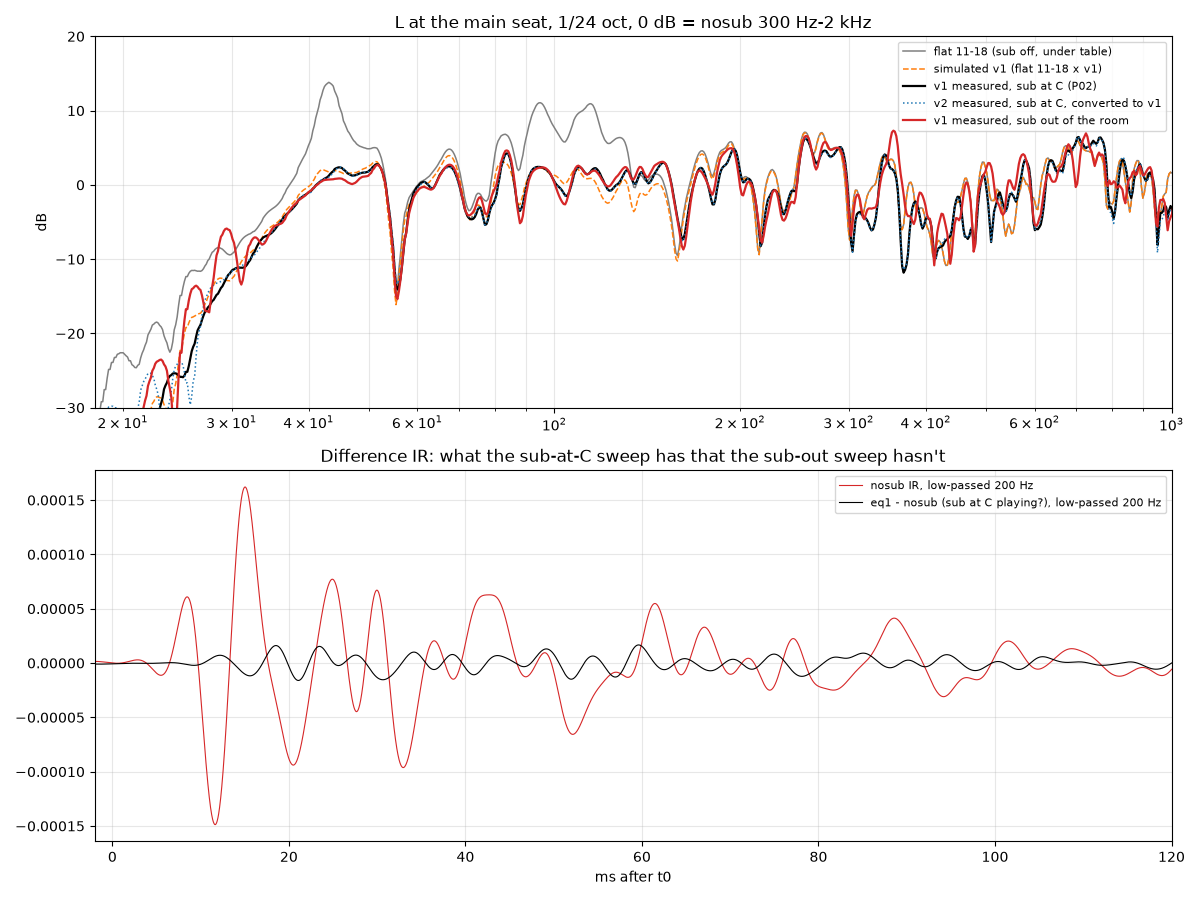 L at the main seat, 1/24 oct, 0 dB = nosub 300 Hz-2 kHz
flat 11-18 (sub off, under table)
simulated v1 (flat 11-18 x v1)
v1 measured, sub at C (P02)
v2 measured, sub at C, converted to v1
v1 measured, sub out of the room
dB
20
10
0
−10
−20
−30
2 × 10¹
3 × 10¹
4 × 10¹
6 × 10¹
10²
2 × 10²
3 × 10²
4 × 10²
6 × 10²
10³
Difference IR: what the sub-at-C sweep has that the sub-out sweep hasn't
nosub IR, low-passed 200 Hz
eq1 - nosub (sub at C playing?), low-passed 200 Hz
0.00015
0.00010
0.00005
0.00000
−0.00005
−0.00010
−0.00015
0
20
40
60
80
100
120
ms after t0